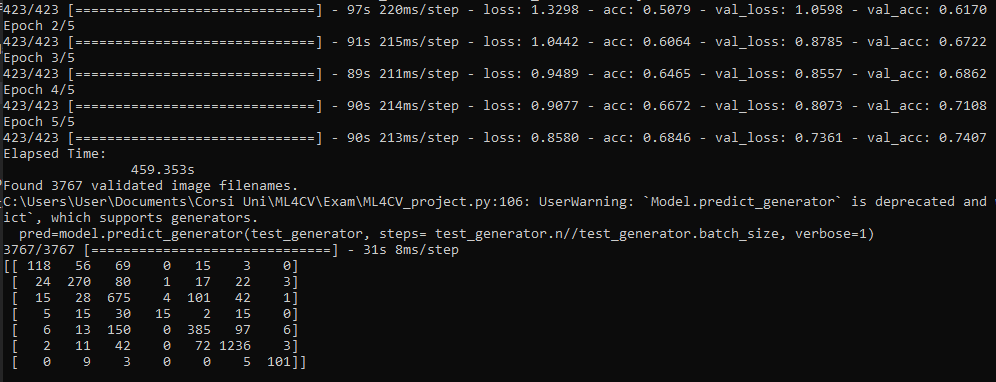 423/423 [==============================] - 97s 220ms/step - loss: 1.3298 - acc: 0.5079 - val_loss: 1.0598 - val_acc: 0.6170
Epoch 2/5
423/423 [==============================] - 91s 215ms/step - loss: 1.0442 - acc: 0.6064 - val_loss: 0.8785 - val_acc: 0.6722
Epoch 3/5
423/423 [==============================] - 89s 211ms/step - loss: 0.9489 - acc: 0.6465 - val_loss: 0.8557 - val_acc: 0.6862
Epoch 4/5
423/423 [==============================] - 90s 214ms/step - loss: 0.9077 - acc: 0.6672 - val_loss: 0.8073 - val_acc: 0.7108
Epoch 5/5
423/423 [==============================] - 90s 213ms/step - loss: 0.8580 - acc: 0.6846 - val_loss: 0.7361 - val_acc: 0.7407
Elapsed Time:
459.353s
Found 3767 validated image filenames.
C:\Users\User\Documents\Corsi Uni\ML4CV\Exam\ML4CV_project.py:106: UserWarning: `Model.predict_generator` is deprecated and
ict`, which supports generators.
pred=model.predict_generator(test_generator, steps= test_generator.n//test_generator.batch_size, verbose=1)
3767/3767 [==============================] - 31s 8ms/step
[[ 118 56 69 0 15 3 0]
[ 24 270 80 1 17 22 3]
[ 15 28 675 4 101 42 1]
[ 5 15 30 15 2 15 0]
[ 6 13 150 0 385 97 6]
[ 2 11 42 0 72 1236 3]
[ 0 9 3 0 0 5 101]]